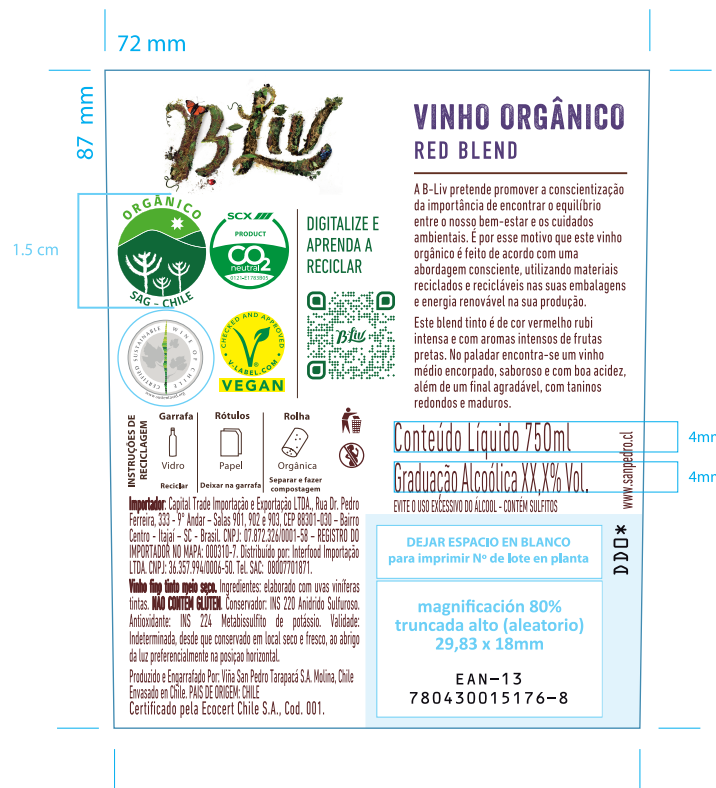 72 mm
87 mm
B-Liv
VINHO ORGÂNICO
RED BLEND
A B-Liv pretende promover a conscientização
da importância de encontrar o equilíbrio
entre o nosso bem-estar e os cuidados
ambientais. É por esse motivo que este vinho
orgânico é feito de acordo com uma
abordagem consciente, utilizando materiais
reciclados e recicláveis nas suas embalagens
e energia renovável na sua produção.
Este blend tinto é de cor vermelho rubi
intensa e com aromas intensos de frutas
pretas. No paladar encontra-se um vinho
médio encorpado, saboroso e com boa acidez,
além de um final agradável, com taninos
redondos e maduros.
1.5 cm
ORGÂNICO
SAG - CHILE
SCX
PRODUCT
CO2
neutral
0121-51783805
DIGITALIZE E
APRENDA A
RECICLAR
B-Liv
CERTIFIED SUSTAINABLE WINE OF CHILE
CHECKED AND APPROVED
V-LABEL.COM
VEGAN
INSTRUÇÕES DE
RECICLAGEM
Garrafa
Vidro
Reciclar
Rótulos
Papel
Deixar na garrafa
Rolha
Orgânica
Separar e fazer
compostagem
Conteúdo Líquido 750ml
4mm
Graduação Alcoólica XX,X% Vol.
4mm
EVITE O USO EXCESSIVO DO ÁLCOOL - CONTÉM SULFITOS
www.sanpedro.cl
Importador: Capital Trade Importação e Exportação LTDA., Rua Dr. Pedro
Ferreira, 333 - 9° Andar – Salas 901, 902 e 903, CEP 88301-030 – Bairro
Centro - Itajaí – SC - Brasil. CNPJ: 07.872.326/0001-58 – REGISTRO DO
IMPORTADOR NO MAPA: 000310-7. Distribuido por: Interfood Importação
LTDA. CNPJ: 36.357.994/0006-50. Tel. SAC: 08007701871.
Vinho fino tinto meio seco. Ingredientes: elaborado com uvas viníferas
tintas. NÃO CONTÉM GLÚTEN. Conservador: INS 220 Anidrido Sulfuroso.
Antioxidante: INS 224 Metabissulfito de potássio. Validade:
Indeterminada, desde que conservado em local seco e fresco, ao abrigo
da luz preferencialmente na posiçao horizontal.
Produzido e Engarrafado Por: Viña San Pedro Tarapacá S.A. Molina, Chile
Envasado en Chile. PAIS DE ORIGEM: CHILE
Certificado pela Ecocert Chile S.A., Cod. 001.
DEJAR ESPACIO EN BLANCO
para imprimir Nº de lote en planta
DDO*
magnificación 80%
truncada alto (aleatorio)
29,83 x 18mm
EAN-13
780430015176-8